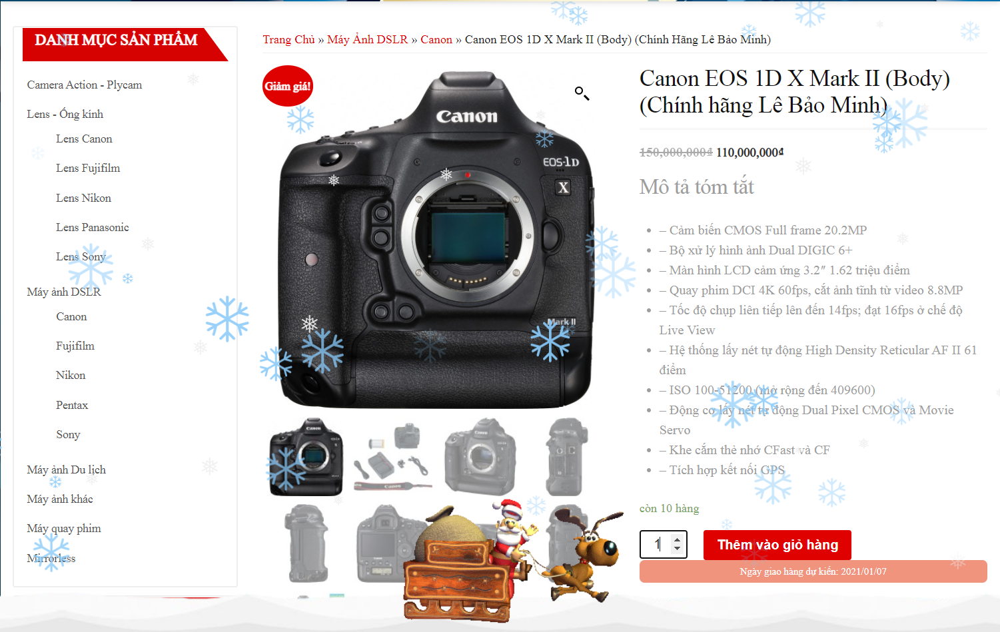 DANH MỤC SẢN PHẨM
Camera Action - Plycam
Lens - Ống kính
Lens Canon
Lens Fujifilm
Lens Nikon
Lens Panasonic
Lens Sony
Máy ảnh DSLR
Canon
Fujifilm
Nikon
Pentax
Sony
Máy ảnh Du lịch
Máy ảnh khác
Máy quay phim
Mirrorless
Trang Chủ » Máy Ảnh DSLR » Canon » Canon EOS 1D X Mark II (Body) (Chính Hãng Lê Bảo Minh)
Giảm giá!
Canon
EOS-1D
X
Mark II
Canon EOS 1D X Mark II (Body)
(Chính hãng Lê Bảo Minh)
150,000,000₫ 110,000,000₫
Mô tả tóm tắt
– Cảm biến CMOS Full frame 20.2MP
– Bộ xử lý hình ảnh Dual DIGIC 6+
– Màn hình LCD cảm ứng 3.2″ 1.62 triệu điểm
– Quay phim DCI 4K 60fps, cắt ảnh tĩnh từ video 8.8MP
– Tốc độ chụp liên tiếp lên đến 14fps; đạt 16fps ở chế độ
Live View
– Hệ thống lấy nét tự động High Density Reticular AF II 61
điểm
– ISO 100-51200 (mở rộng đến 409600)
– Động cơ lấy nét tự động Dual Pixel CMOS và Movie
Servo
– Khe cắm thẻ nhớ CFast và CF
– Tích hợp kết nối GPS
còn 10 hàng
1
Thêm vào giỏ hàng
Ngày giao hàng dự kiến: 2021/01/07